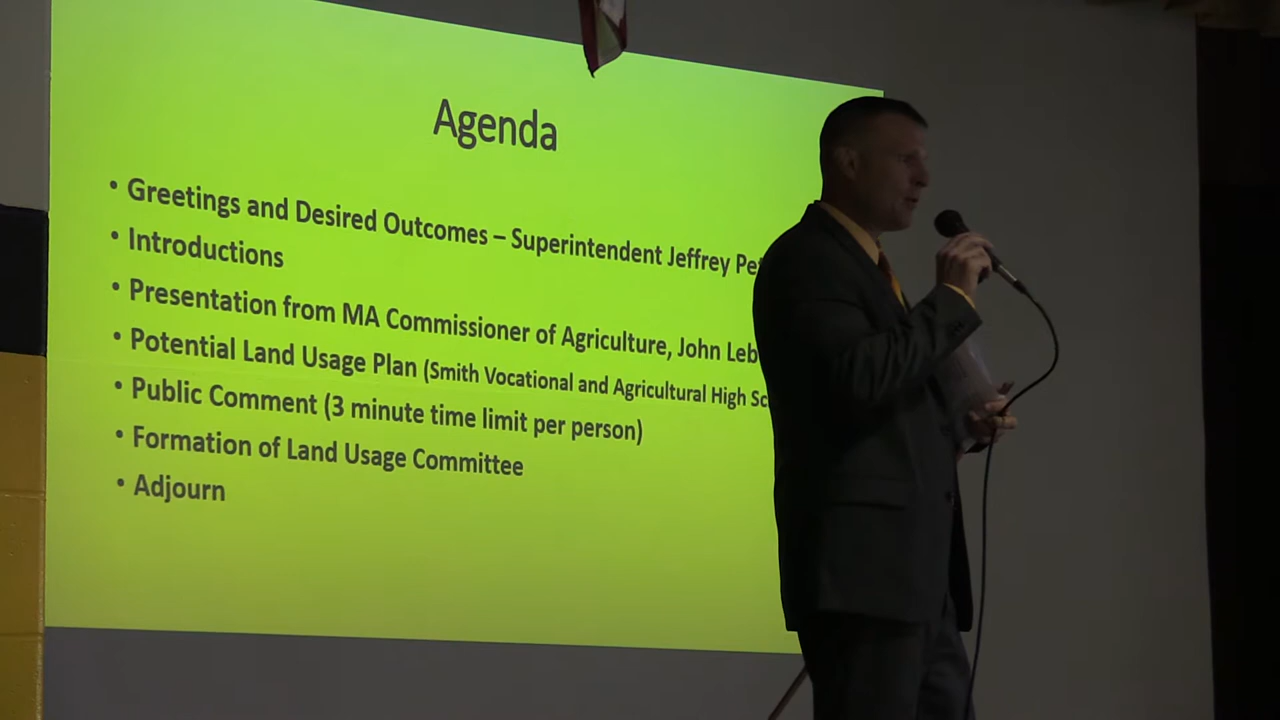 Agenda
• Greetings and Desired Outcomes – Superintendent Jeffrey
• Introductions
• Presentation from MA Commissioner of Agriculture, John
• Potential Land Usage Plan (Smith Vocational and Agricultural High
• Public Comment (3 minute time limit per person)
• Formation of Land Usage Committee
• Adjourn